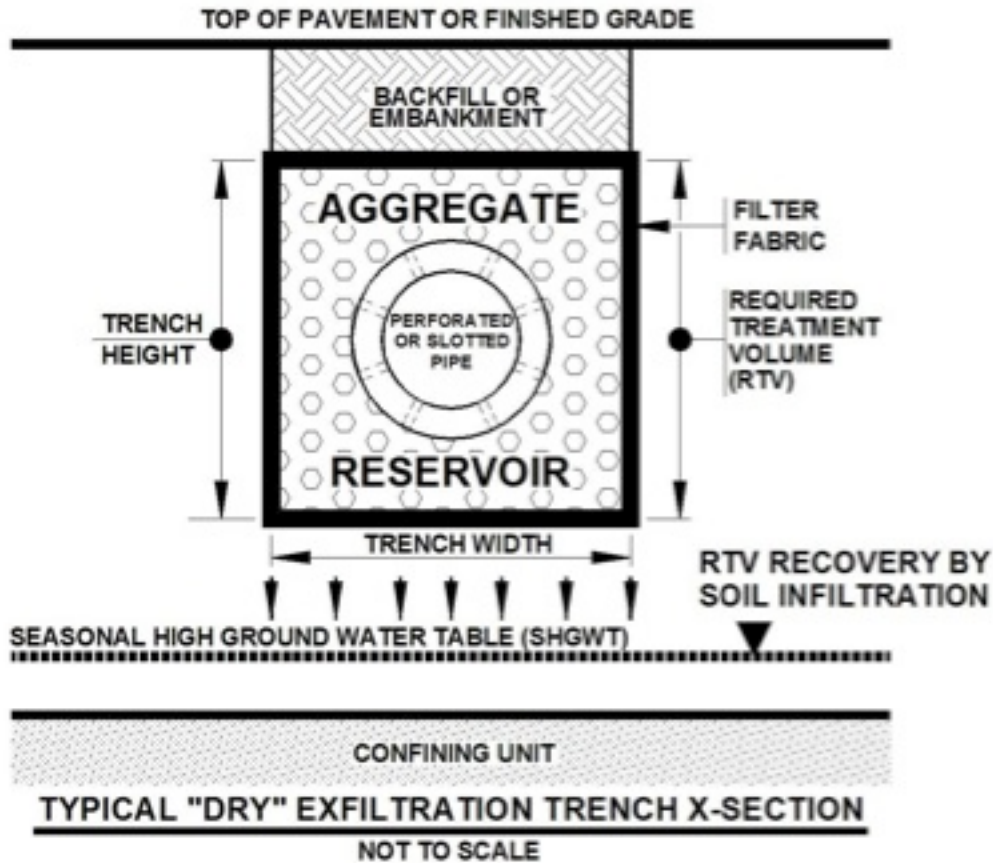 TOP OF PAVEMENT OR FINISHED GRADE
BACKFILL OR
EMBANKMENT
AGGREGATE
FILTER
FABRIC
PERFORATED
OR SLOTTED
PIPE
TRENCH
HEIGHT
REQUIRED
TREATMENT
VOLUME
(RTV)
RESERVOIR
TRENCH WIDTH
RTV RECOVERY BY
SOIL INFILTRATION
SEASONAL HIGH GROUND WATER TABLE (SHGWT)
CONFINING UNIT
TYPICAL "DRY" EXFILTRATION TRENCH X-SECTION
NOT TO SCALE